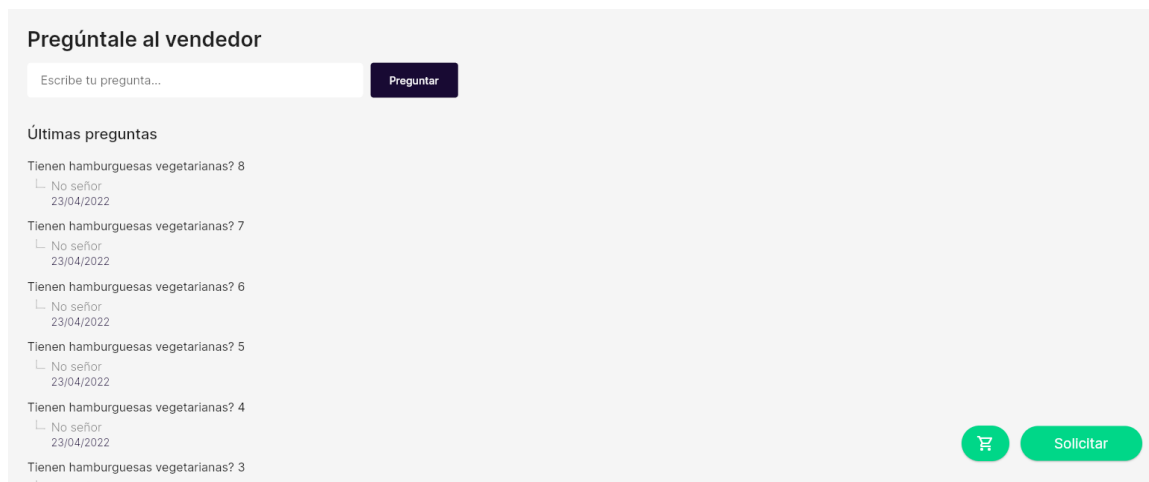 Pregúntale al vendedor
Escribe tu pregunta...
Preguntar
Últimas preguntas
Tienen hamburguesas vegetarianas? 8
No señor
23/04/2022
Tienen hamburguesas vegetarianas? 7
No señor
23/04/2022
Tienen hamburguesas vegetarianas? 6
No señor
23/04/2022
Tienen hamburguesas vegetarianas? 5
No señor
23/04/2022
Tienen hamburguesas vegetarianas? 4
No señor
23/04/2022
Tienen hamburguesas vegetarianas? 3
Solicitar